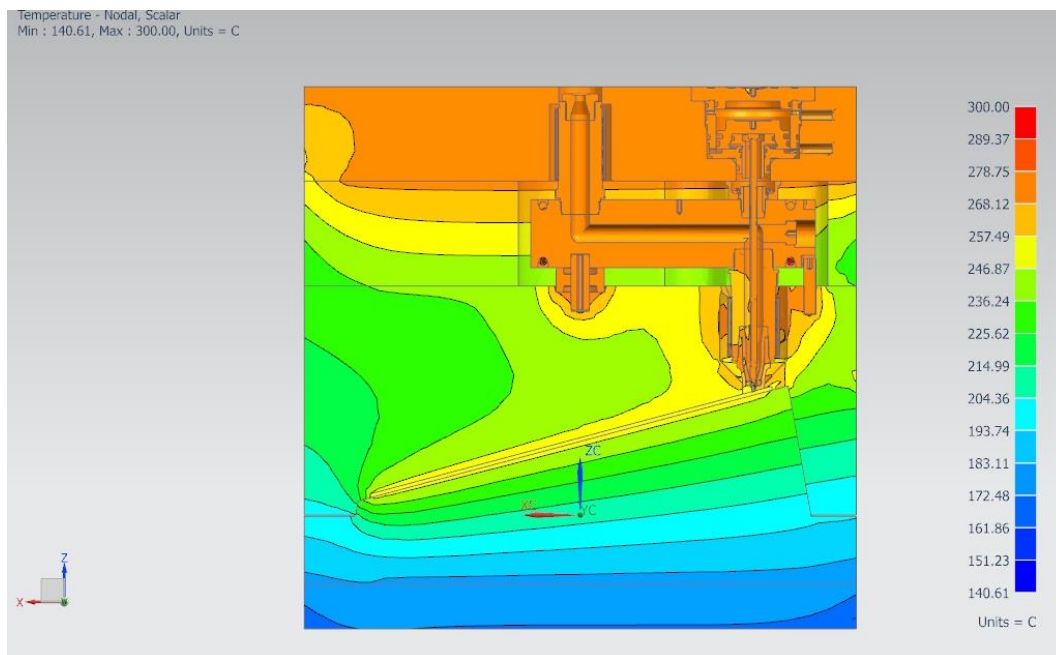 Temperature - Nodal, Scalar
Min : 140.61, Max : 300.00, Units = C
300.00
289.37
278.75
268.12
257.49
246.87
236.24
225.62
214.99
204.36
193.74
183.11
172.48
161.86
151.23
140.61
Units = C
ZC
XC
YC
Z
X